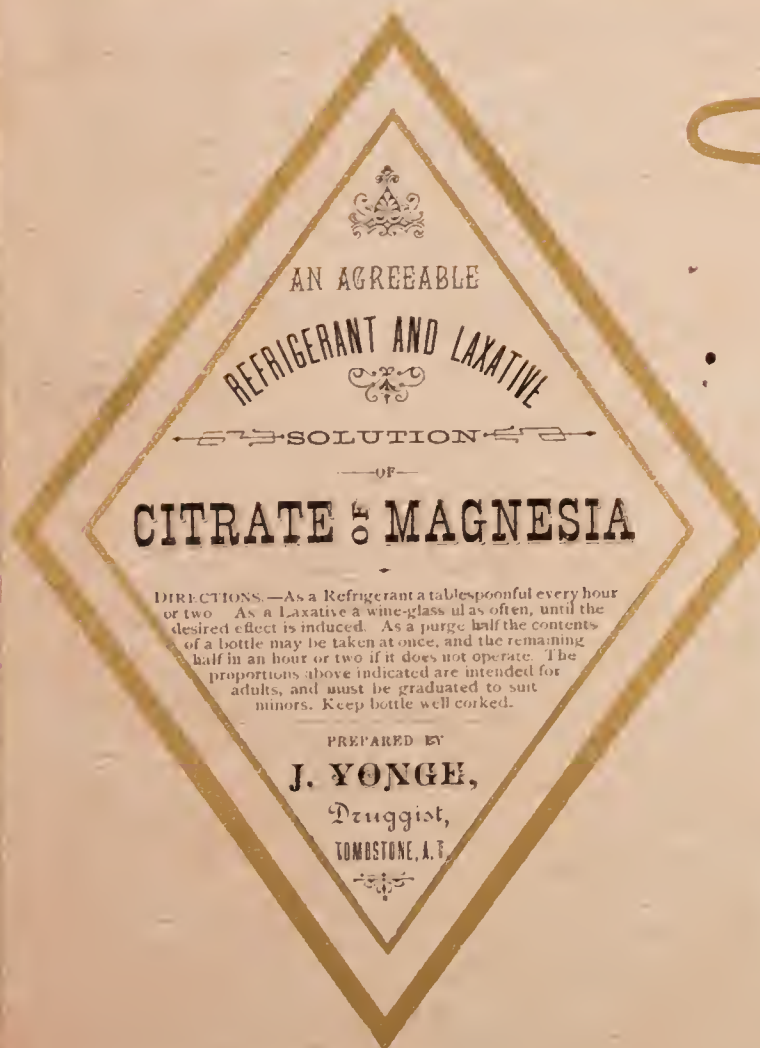 AN AGREEABLE
REFRIGERANT AND LAXATIVE
SOLUTION
OF
CITRATE OF MAGNESIA
DIRECTIONS.—As a Refrigerant a tablespoonful every hour
or two As a Laxative a wine-glass ul as often, until the
desired effect is induced. As a purge half the contents
of a bottle may be taken at once, and the remaining
half in an hour or two if it does not operate. The
proportions above indicated are intended for
adults, and must be graduated to suit
minors. Keep bottle well corked.
PREPARED BY
J. YONGE,
Druggist,
TOMBSTONE, A. T.